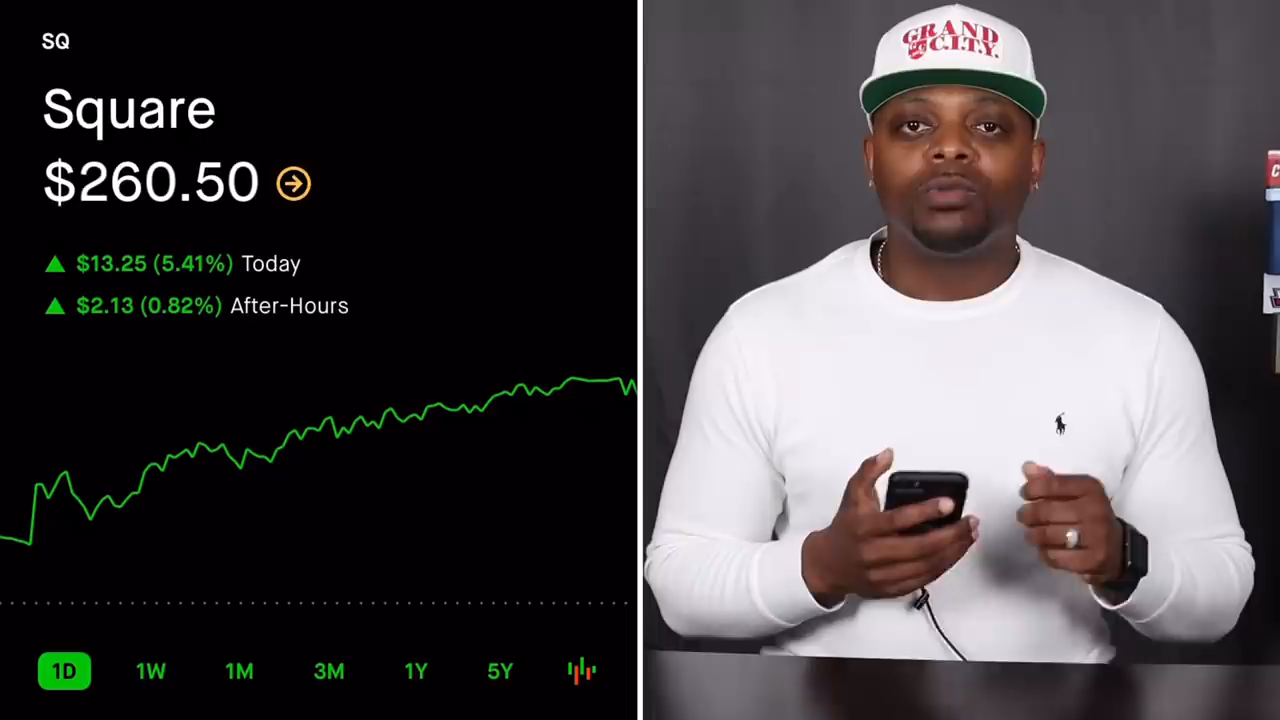 SQ
Square
$260.50
$13.25 (5.41%) Today
$2.13 (0.82%) After-Hours
1D 1W 1M 3M 1Y 5Y
GRAND
C.I.T.Y.